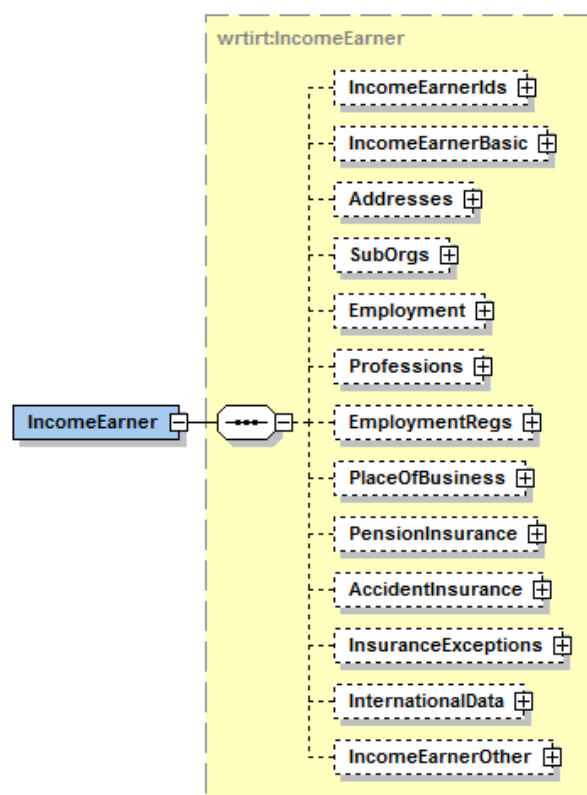 wrtirt:IncomeEarner
IncomeEarnerIds
IncomeEarnerBasic
Addresses
SubOrgs
Employment
Professions
IncomeEarner
EmploymentRegs
PlaceOfBusiness
PensionInsurance
AccidentInsurance
InsuranceExceptions
InternationalData
IncomeEarnerOther